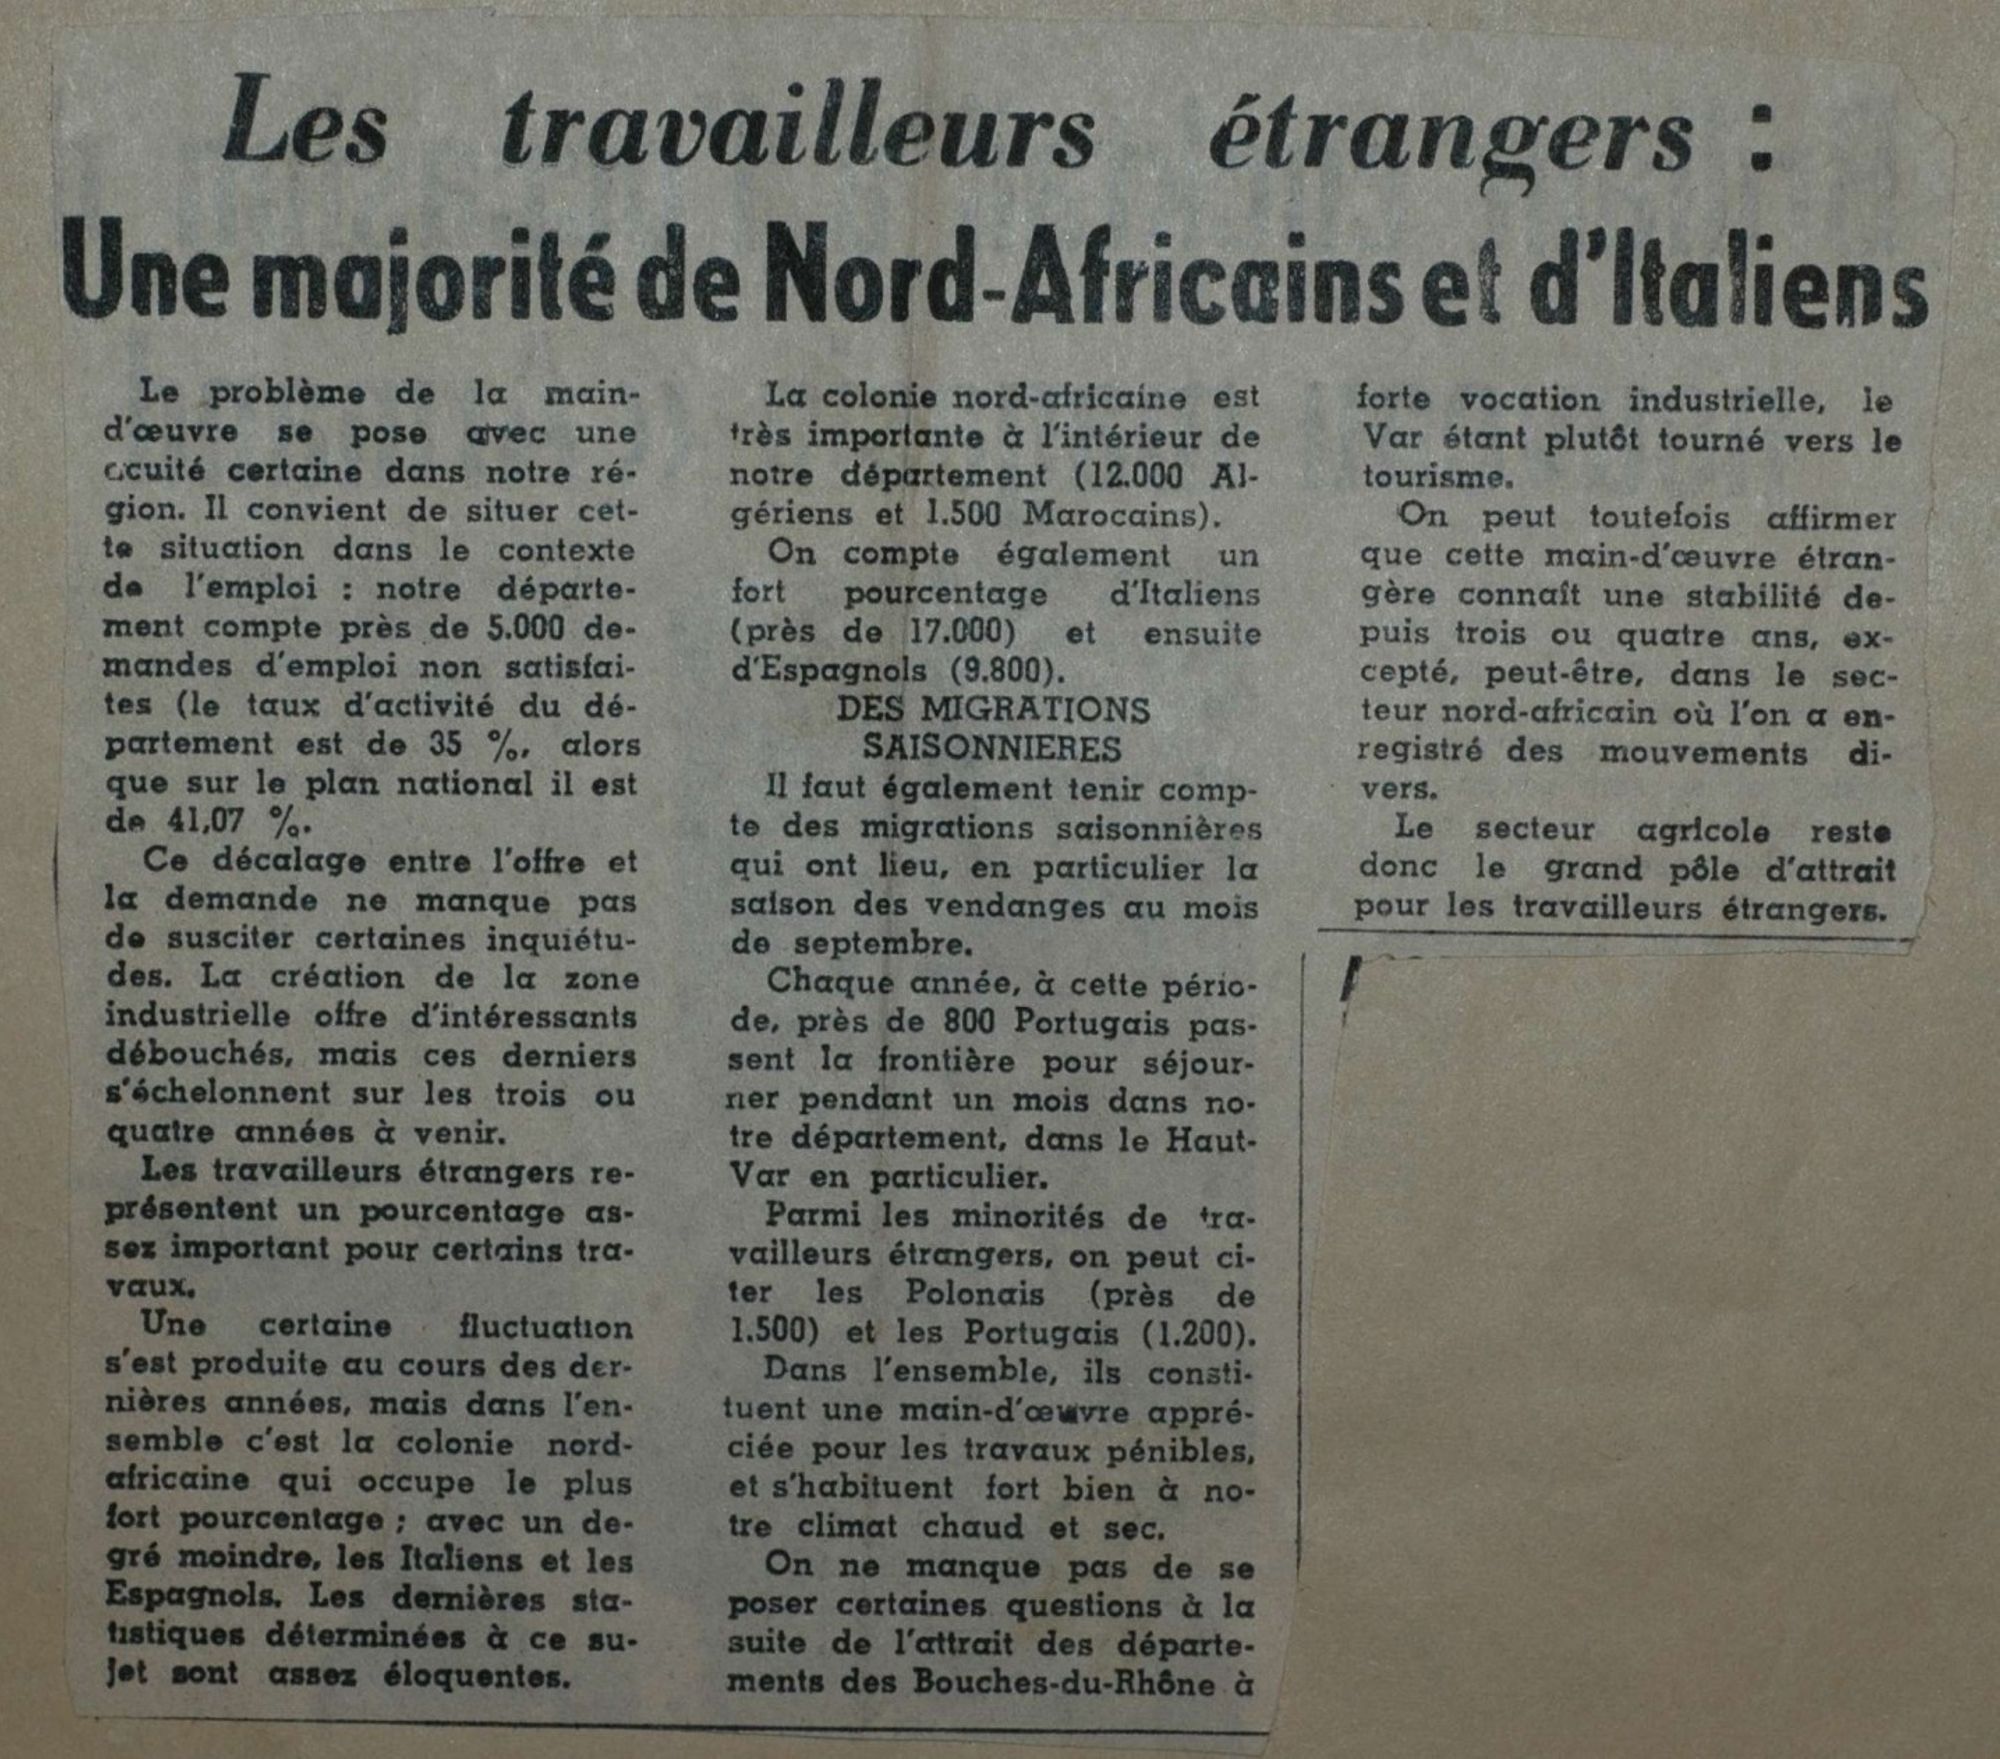 Les travailleurs étrangers :
Une majorité de Nord-Africains et d'Italiens
Le problème de la main-
d'œuvre se pose avec une
acuité certaine dans notre ré-
gion. Il convient de situer cet-
te situation dans le contexte
de l'emploi : notre départe-
ment compte près de 5.000 de-
mandes d'emploi non satisfai-
tes (le taux d'activité du dé-
partement est de 35 %, alors
que sur le plan national il est
de 41,07 %.
Ce décalage entre l'offre et
la demande ne manque pas
de susciter certaines inquiétu-
des. La création de la zone
industrielle offre d'intéressants
débouchés, mais ces derniers
s'échelonnent sur les trois ou
quatre années à venir.
Les travailleurs étrangers re-
présentent un pourcentage as-
sez important pour certains tra-
vaux.
Une certaine fluctuation
s'est produite au cours des der-
nières années, mais dans l'en-
semble c'est la colonie nord-
africaine qui occupe le plus
fort pourcentage ; avec un de-
gré moindre, les Italiens et les
Espagnols. Les dernières sta-
tistiques déterminées à ce su-
jet sont assez éloquentes.
La colonie nord-africaine est
très importante à l'intérieur de
notre département (12.000 Al-
gériens et 1.500 Marocains).
On compte également un
fort pourcentage d'Italiens
(près de 17.000) et ensuite
d'Espagnols (9.800).
DES MIGRATIONS
SAISONNIERES
Il faut également tenir comp-
te des migrations saisonnières
qui ont lieu, en particulier la
saison des vendanges au mois
de septembre.
Chaque année, à cette pério-
de, près de 800 Portugais pas-
sent la frontière pour séjour-
ner pendant un mois dans no-
tre département, dans le Haut-
Var en particulier.
Parmi les minorités de tra-
vailleurs étrangers, on peut ci-
ter les Polonais (près de
1.500) et les Portugais (1.200).
Dans l'ensemble, ils consti-
tuent une main-d'œuvre appré-
ciée pour les travaux pénibles,
et s'habituent fort bien à no-
tre climat chaud et sec.
On ne manque pas de se
poser certaines questions à la
suite de l'attrait des départe-
ments des Bouches-du-Rhône à
forte vocation industrielle, le
Var étant plutôt tourné vers le
tourisme.
On peut toutefois affirmer
que cette main-d'œuvre étran-
gère connaît une stabilité de-
puis trois ou quatre ans, ex-
cepté, peut-être, dans le sec-
teur nord-africain où l'on a en-
registré des mouvements di-
vers.
Le secteur agricole reste
donc le grand pôle d'attrait
pour les travailleurs étrangers.